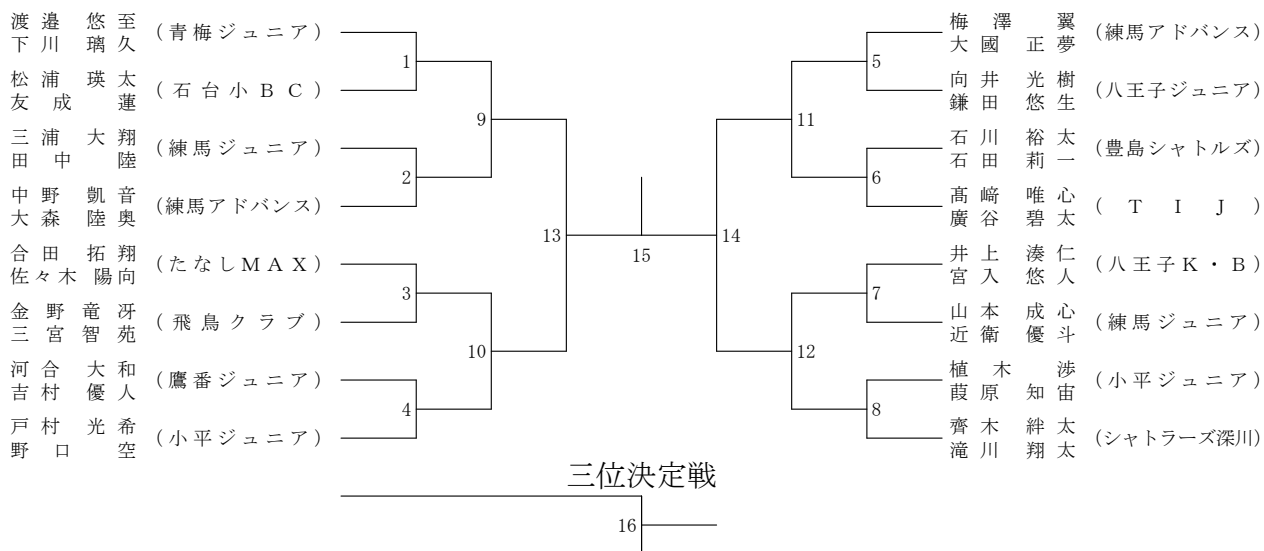 渡邉 悠至
下川 璃久
(青梅ジュニア)
松浦 瑛太
友成 蓮
(石台小BC)
三浦 大翔
田中 陸
(練馬ジュニア)
中野 凱音
大森 陸奥
(練馬アドバンス)
合田 拓翔
佐々木 陽向
(たなしMAX)
金野 竜冴
三宮 智苑
(飛鳥クラブ)
河合 大和
吉村 優人
(鷹番ジュニア)
戸村 光希
野口 空
(小平ジュニア)
1
2
3
4
9
10
13
15
14
11
12
5
6
7
8
梅澤 翼
大國 正夢
(練馬アドバンス)
向井 光樹
鎌田 悠生
(八王子ジュニア)
石川 裕太
石田 莉一
(豊島シャトルズ)
髙﨑 唯心
廣谷 碧太
(TIJ)
井上 湊仁
宮入 悠人
(八王子K・B)
山本 成心
近衛 優斗
(練馬ジュニア)
植木 渉
葭原 知宙
(小平ジュニア)
齊木 絆太
滝川 翔太
(シャトラーズ深川)
三位決定戦
16